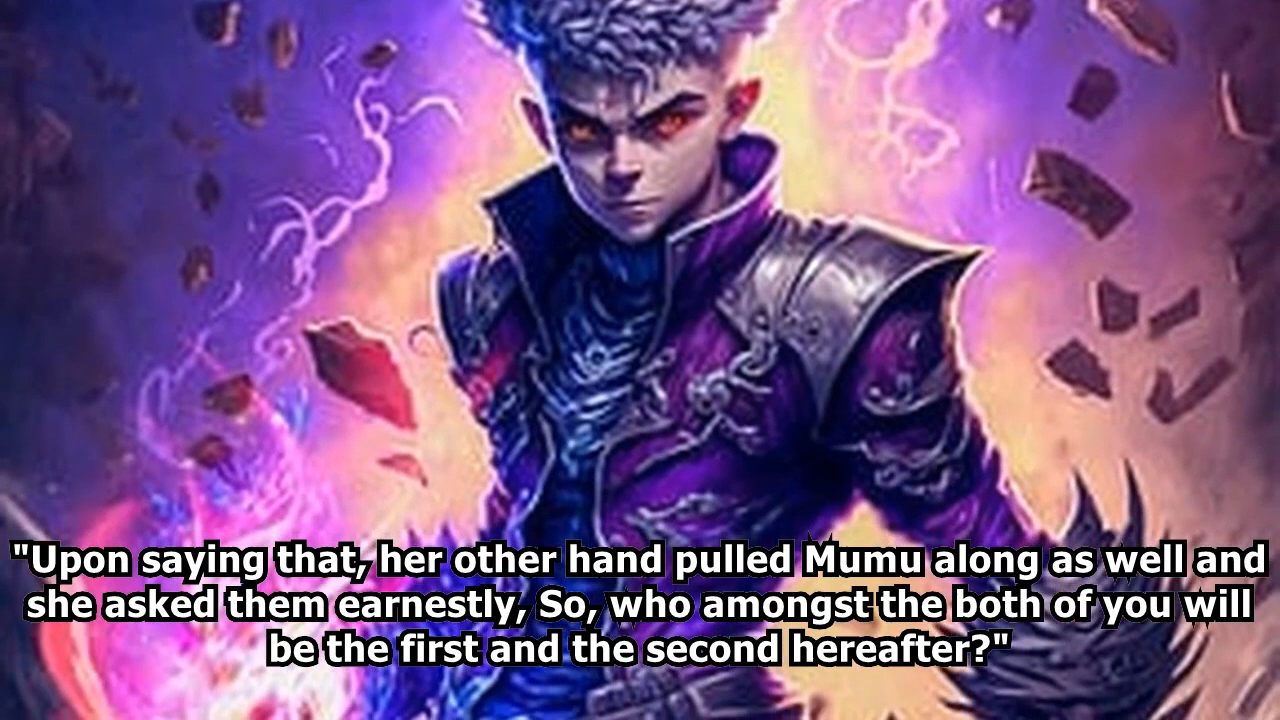 "Upon saying that, her other hand pulled Mumu along as well and
she asked them earnestly, So, who amongst the both of you will
be the first and the second hereafter?"